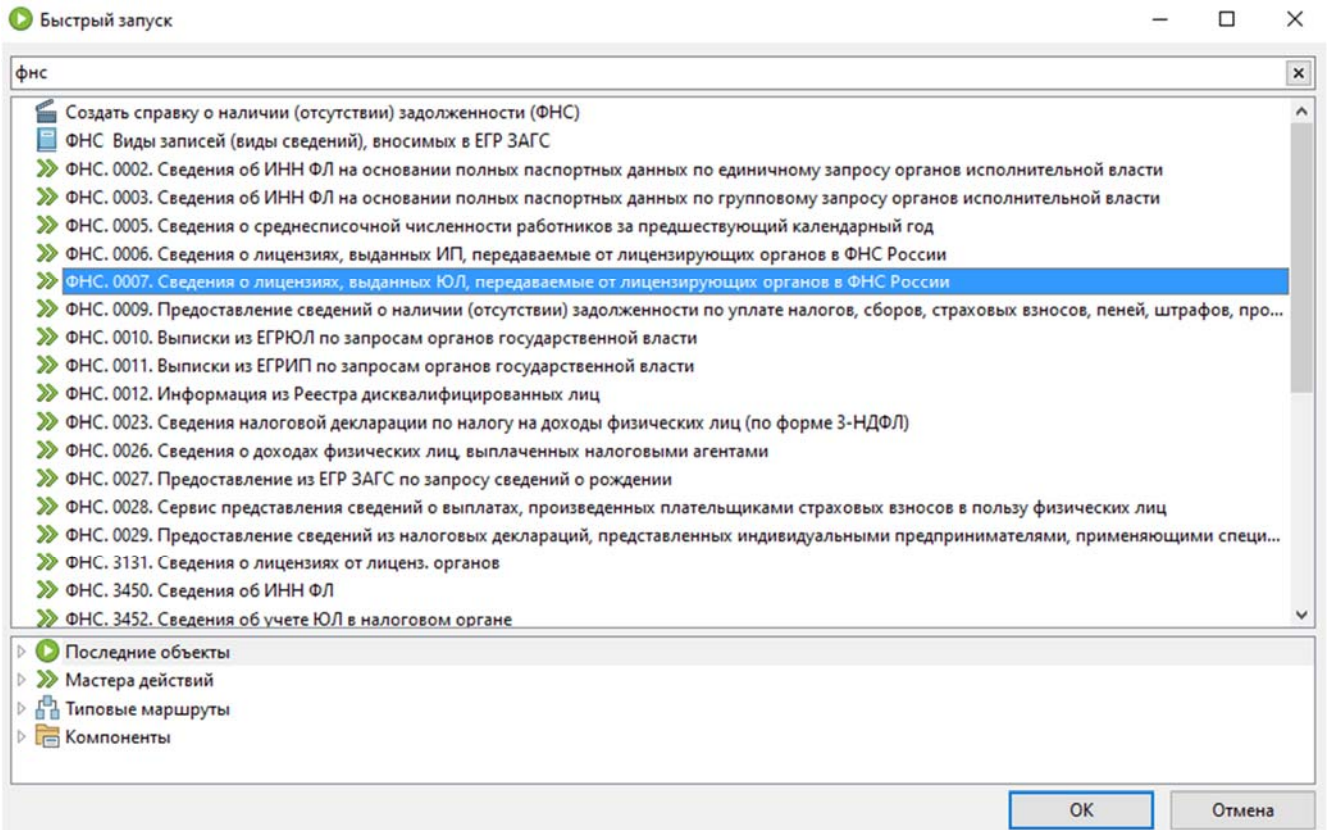 Быстрый запуск
фнс
Создать справку о наличии (отсутствии) задолженности (ФНС)
ФНС Виды записей (виды сведений), вносимых в ЕГР ЗАГС
ФНС. 0002. Сведения об ИНН ФЛ на основании полных паспортных данных по единичному запросу органов исполнительной власти
ФНС. 0003. Сведения об ИНН ФЛ на основании полных паспортных данных по групповому запросу органов исполнительной власти
ФНС. 0005. Сведения о среднесписочной численности работников за предшествующий календарный год
ФНС. 0006. Сведения о лицензиях, выданных ИП, передаваемые от лицензирующих органов в ФНС России
ФНС. 0007. Сведения о лицензиях, выданных ЮЛ, передаваемые от лицензирующих органов в ФНС России
ФНС. 0009. Предоставление сведений о наличии (отсутствии) задолженности по уплате налогов, сборов, страховых взносов, пеней, штрафов, про...
ФНС. 0010. Выписки из ЕГРЮЛ по запросам органов государственной власти
ФНС. 0011. Выписки из ЕГРИП по запросам органов государственной власти
ФНС. 0012. Информация из Реестра дисквалифицированных лиц
ФНС. 0023. Сведения налоговой декларации по налогу на доходы физических лиц (по форме 3-НДФЛ)
ФНС. 0026. Сведения о доходах физических лиц, выплаченных налоговыми агентами
ФНС. 0027. Предоставление из ЕГР ЗАГС по запросу сведений о рождении
ФНС. 0028. Сервис представления сведений о выплатах, произведенных плательщиками страховых взносов в пользу физических лиц
ФНС. 0029. Предоставление сведений из налоговых деклараций, представленных индивидуальными предпринимателями, применяющими специ...
ФНС. 3131. Сведения о лицензиях от лиценз. органов
ФНС. 3450. Сведения об ИНН ФЛ
ФНС. 3452. Сведения об учете ЮЛ в налоговом органе
Последние объекты
Мастера действий
Типовые маршруты
Компоненты
ОК
Отмена